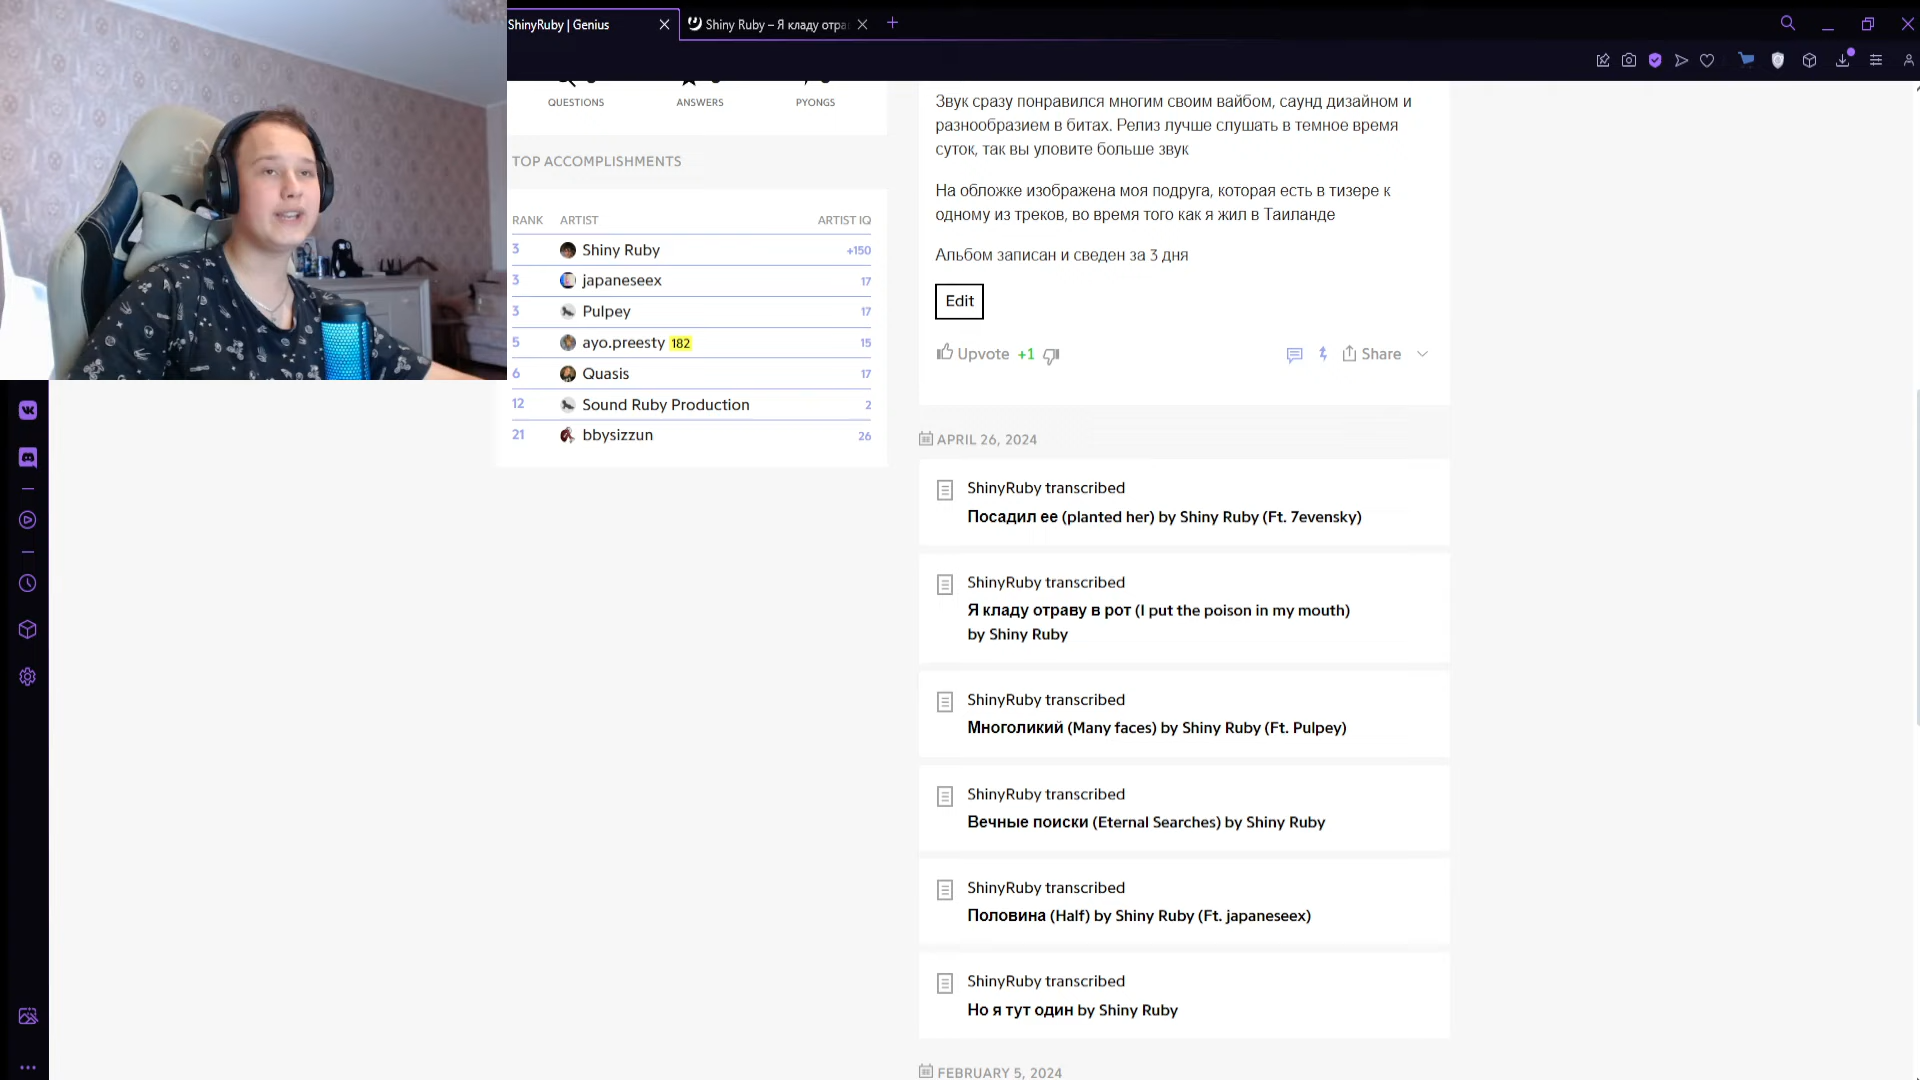 ShinyRuby | Genius
Shiny Ruby – Я кладу отра
QUESTIONS
ANSWERS
PYONGS
TOP ACCOMPLISHMENTS
RANK ARTIST ARTIST IQ
3 Shiny Ruby +150
3 japaneseex 17
3 Pulpey 17
5 ayo.preesty 182 15
6 Quasis 17
12 Sound Ruby Production 2
21 bbysizzun 26
Звук сразу понравился многим своим вайбом, саунд дизайном и
разнообразием в битах. Релиз лучше слушать в темное время
суток, так вы уловите больше звук
На обложке изображена моя подруга, которая есть в тизере к
одному из треков, во время того как я жил в Таиланде
Альбом записан и сведен за 3 дня
Edit
Upvote +1
Share
APRIL 26, 2024
ShinyRuby transcribed
Посадил ее (planted her) by Shiny Ruby (Ft. 7evensky)
ShinyRuby transcribed
Я кладу отраву в рот (I put the poison in my mouth)
by Shiny Ruby
ShinyRuby transcribed
Многоликий (Many faces) by Shiny Ruby (Ft. Pulpey)
ShinyRuby transcribed
Вечные поиски (Eternal Searches) by Shiny Ruby
ShinyRuby transcribed
Половина (Half) by Shiny Ruby (Ft. japaneseex)
ShinyRuby transcribed
Но я тут один by Shiny Ruby
FEBRUARY 5, 2024